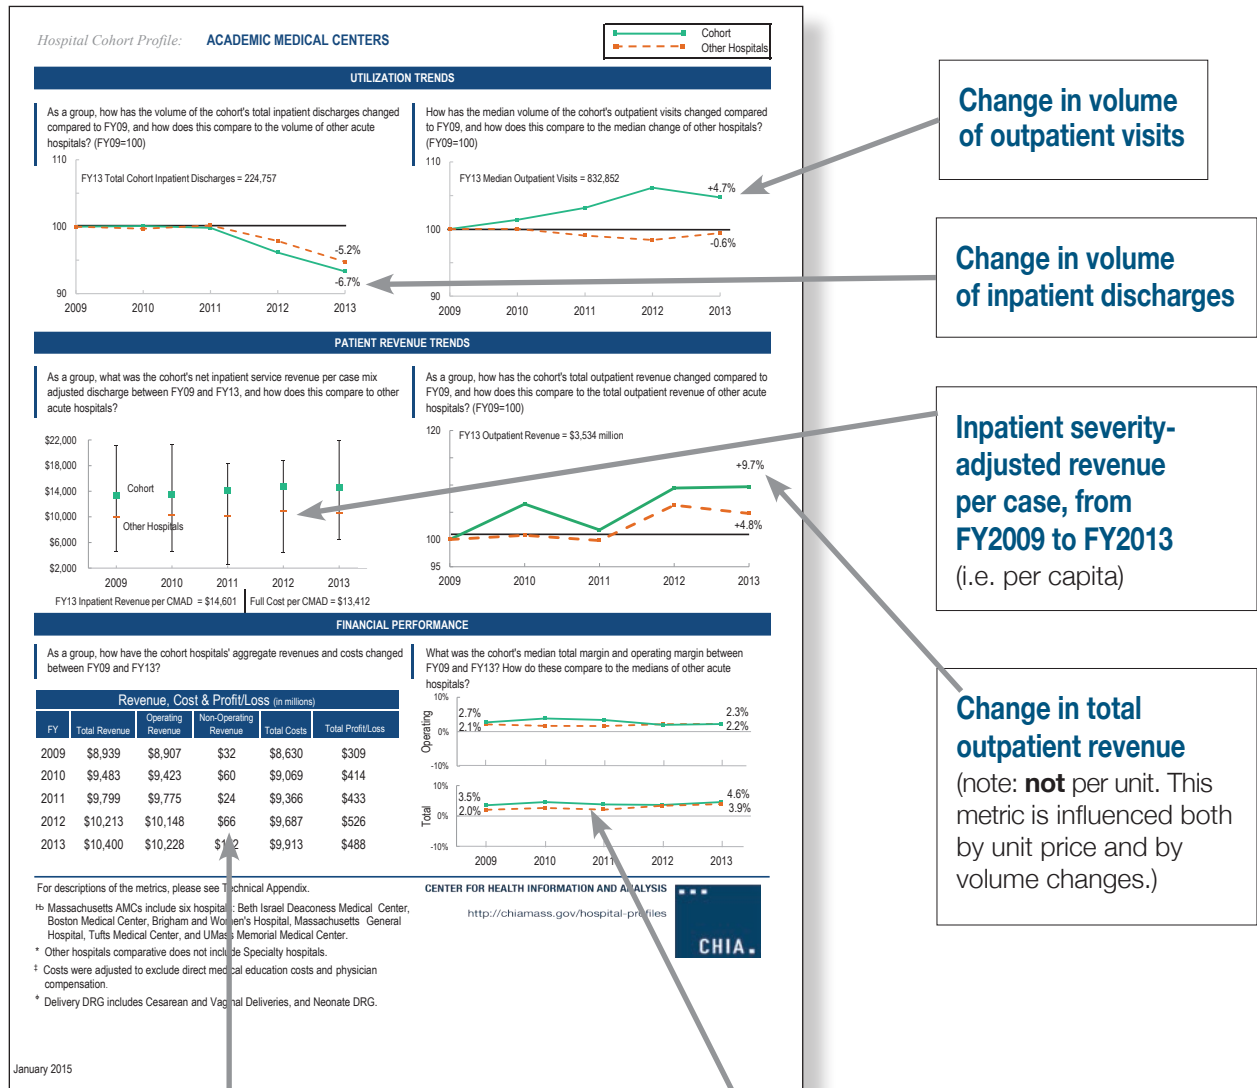 Hospital Cohort Profile: ACADEMIC MEDICAL CENTERS
Cohort
Other Hospitals
UTILIZATION TRENDS
As a group, how has the volume of the cohort's total inpatient discharges changed
compared to FY09, and how does this compare to the volume of other acute
hospitals? (FY09=100)
110
FY13 Total Cohort Inpatient Discharges = 224,757
100
-5.2%
-6.7%
90
2009 2010 2011 2012 2013
How has the median volume of the cohort's outpatient visits changed compared
to FY09, and how does this compare to the median change of other hospitals?
(FY09=100)
110
FY13 Median Outpatient Visits = 832,852
+4.7%
100
-0.6%
90
2009 2010 2011 2012 2013
PATIENT REVENUE TRENDS
As a group, what was the cohort's net inpatient service revenue per case mix
adjusted discharge between FY09 and FY13, and how does this compare to other
acute hospitals?
$22,000
$18,000
$14,000
Cohort
$10,000
Other Hospitals
$6,000
$2,000
2009 2010 2011 2012 2013
FY13 Inpatient Revenue per CMAD = $14,601 Full Cost per CMAD = $13,412
As a group, how has the cohort's total outpatient revenue changed compared to
FY09, and how does this compare to the total outpatient revenue of other acute
hospitals? (FY09=100)
120
FY13 Outpatient Revenue = $3,534 million
+9.7%
+4.8%
100
95
2009 2010 2011 2012 2013
FINANCIAL PERFORMANCE
As a group, how have the cohort hospitals' aggregate revenues and costs changed
between FY09 and FY13?
Revenue, Cost & Profit/Loss (in millions)
FY Total Revenue Operating Revenue Non-Operating Revenue Total Costs Total Profit/Loss
2009 $8,939 $8,907 $32 $8,630 $309
2010 $9,483 $9,423 $60 $9,069 $414
2011 $9,799 $9,775 $24 $9,366 $433
2012 $10,213 $10,148 $66 $9,687 $526
2013 $10,400 $10,228 $9,913 $488
What was the cohort's median total margin and operating margin between
FY09 and FY13? How do these compare to the medians of other acute
hospitals?
10%
2.7%
2.3%
Operating
2.1%
0%
2.2%
-10%
10%
3.5%
4.6%
Total
2.0%
0%
3.9%
-10%
2009 2010 2011 2012 2013
For descriptions of the metrics, please see Technical Appendix.
Massachusetts AMCs include six hospitals: Beth Israel Deaconess Medical Center,
Boston Medical Center, Brigham and Women's Hospital, Massachusetts General
Hospital, Tufts Medical Center, and UMass Memorial Medical Center.
* Other hospitals comparative does not include Specialty hospitals.
‡ Costs were adjusted to exclude direct medical education costs and physician
compensation.
Delivery DRG includes Cesarean and Vaginal Deliveries, and Neonate DRG.
CENTER FOR HEALTH INFORMATION AND ANALYSIS
http://chiamass.gov/hospital-profiles
CHIA.
January 2015
Change in volume
of outpatient visits
Change in volume
of inpatient discharges
Inpatient severity-
adjusted revenue
per case, from
FY2009 to FY2013
(i.e. per capita)
Change in total
outpatient revenue
(note: not per unit. This
metric is influenced both
by unit price and by
volume changes.)